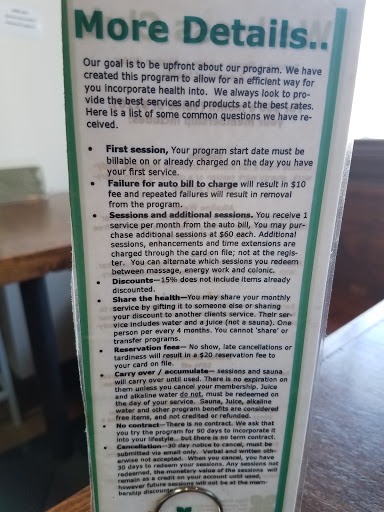 More Details..
Our goal is to be upfront about our program. We have
created this program to allow for an efficient way for
you incorporate health into. We always look to pro-
vide the best services and products at the best rates.
Here is a list of some common questions we have re-
ceived.
• First session, Your program start date must be
billable on or already charged on the day you have
your first service.
• Failure for auto bill to charge will result in $10
fee and repeated failures will result in removal
from the program.
• Sessions and additional sessions. You receive 1
service per month from the auto bill, You may pur-
chase additional sessions at $60 each. Additional
sessions, enhancements and time extensions are
charged through the card on file; not at the regis-
ter. You can alternate which sessions you redeem
between massage, energy work and colonic.
• Discounts—15% does not include items already
discounted.
• Share the health—You may share your monthly
service by gifting it to someone else or sharing
your discount to another clients service. Their ser-
vice includes water and a juice (not a sauna). One
person per every 4 months. You cannot 'share' or
transfer programs.
• Reservation fees— No show, late cancellations or
tardiness will result in a $20 reservation fee to
your card on file.
• Carry over / accumulate— sessions and sauna
will carry over until used. There is no expiration on
them unless you cancel your membership. Juice
and alkaline water do not, must be redeemed on
the day of your service. Sauna, Juice, alkaline
water and other program benefits are considered
free items, and not credited or refunded.
• No contract—There is no contract. We ask that
you try the program for 90 days to incorporate it
into your lifestyle.. but there is no term contract.
• Cancellation—30 day notice to cancel, must be
submitted via email only. Verbal and written oth-
erwise not accepted. When you cancel, you have
30 days to redeem your sessions. Any sessions not
redeemed, the monetary value of the sessions will
remain as a credit on your account until used,
however future sessions will not be at the mem-
bership discount